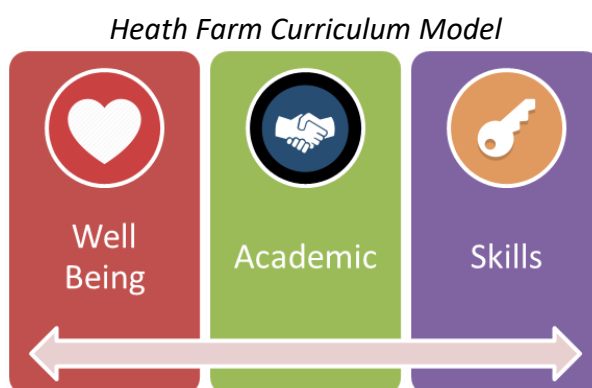 Heath Farm Curriculum Model
Well
Being
Academic
Skills